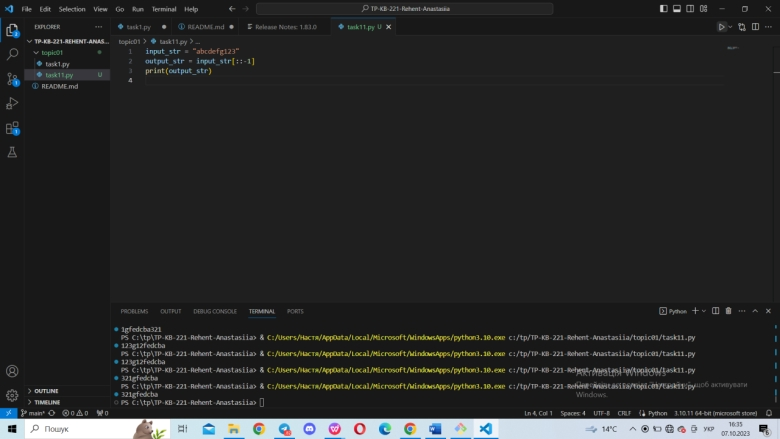 File Edit Selection View Go Run Terminal Help
TP-KB-221-Rehent-Anastasiia
EXPLORER
task1.py
README.md
Release Notes: 1.83.0
task11.py U
TP-KB-221-REHENT-ANAST...
topic01
task1.py
task11.py U
README.md
topic01 > task11.py > ...
1 input_str = "abcdefg123"
2 output_str = input_str[::-1]
3 print(output_str)
4
PROBLEMS OUTPUT DEBUG CONSOLE TERMINAL PORTS
Python
1gfedcba321
PS C:\tp\TP-KB-221-Rehent-Anastasiia> & C:/Users/Настя/AppData/Local/Microsoft/WindowsApps/python3.10.exe c:/tp/TP-KB-221-Rehent-Anastasiia/topic01/task11.py
123g12fedcba
PS C:\tp\TP-KB-221-Rehent-Anastasiia> & C:/Users/Настя/AppData/Local/Microsoft/WindowsApps/python3.10.exe c:/tp/TP-KB-221-Rehent-Anastasiia/topic01/task11.py
123g12fedcba
PS C:\tp\TP-KB-221-Rehent-Anastasiia> & C:/Users/Настя/AppData/Local/Microsoft/WindowsApps/python3.10.exe c:/tp/TP-KB-221-Rehent-Anastasiia/topic01/task11.py
321gfedcba
PS C:\tp\TP-KB-221-Rehent-Anastasiia> & C:/Users/Настя/AppData/Local/Microsoft/WindowsApps/python3.10.exe c:/tp/TP-KB-221-Rehent-Anastasiia/topic01/task11.py
321gfedcba
PS C:\tp\TP-KB-221-Rehent-Anastasiia>
Активація Windows
щоб активувати
Windows.
OUTLINE
TIMELINE
main* 0 0 0
Ln 4, Col 1 Spaces: 4 UTF-8 CRLF Python 3.10.11 64-bit (microsoft store)
Пошук
14°C
УКР
16:35
07.10.2023